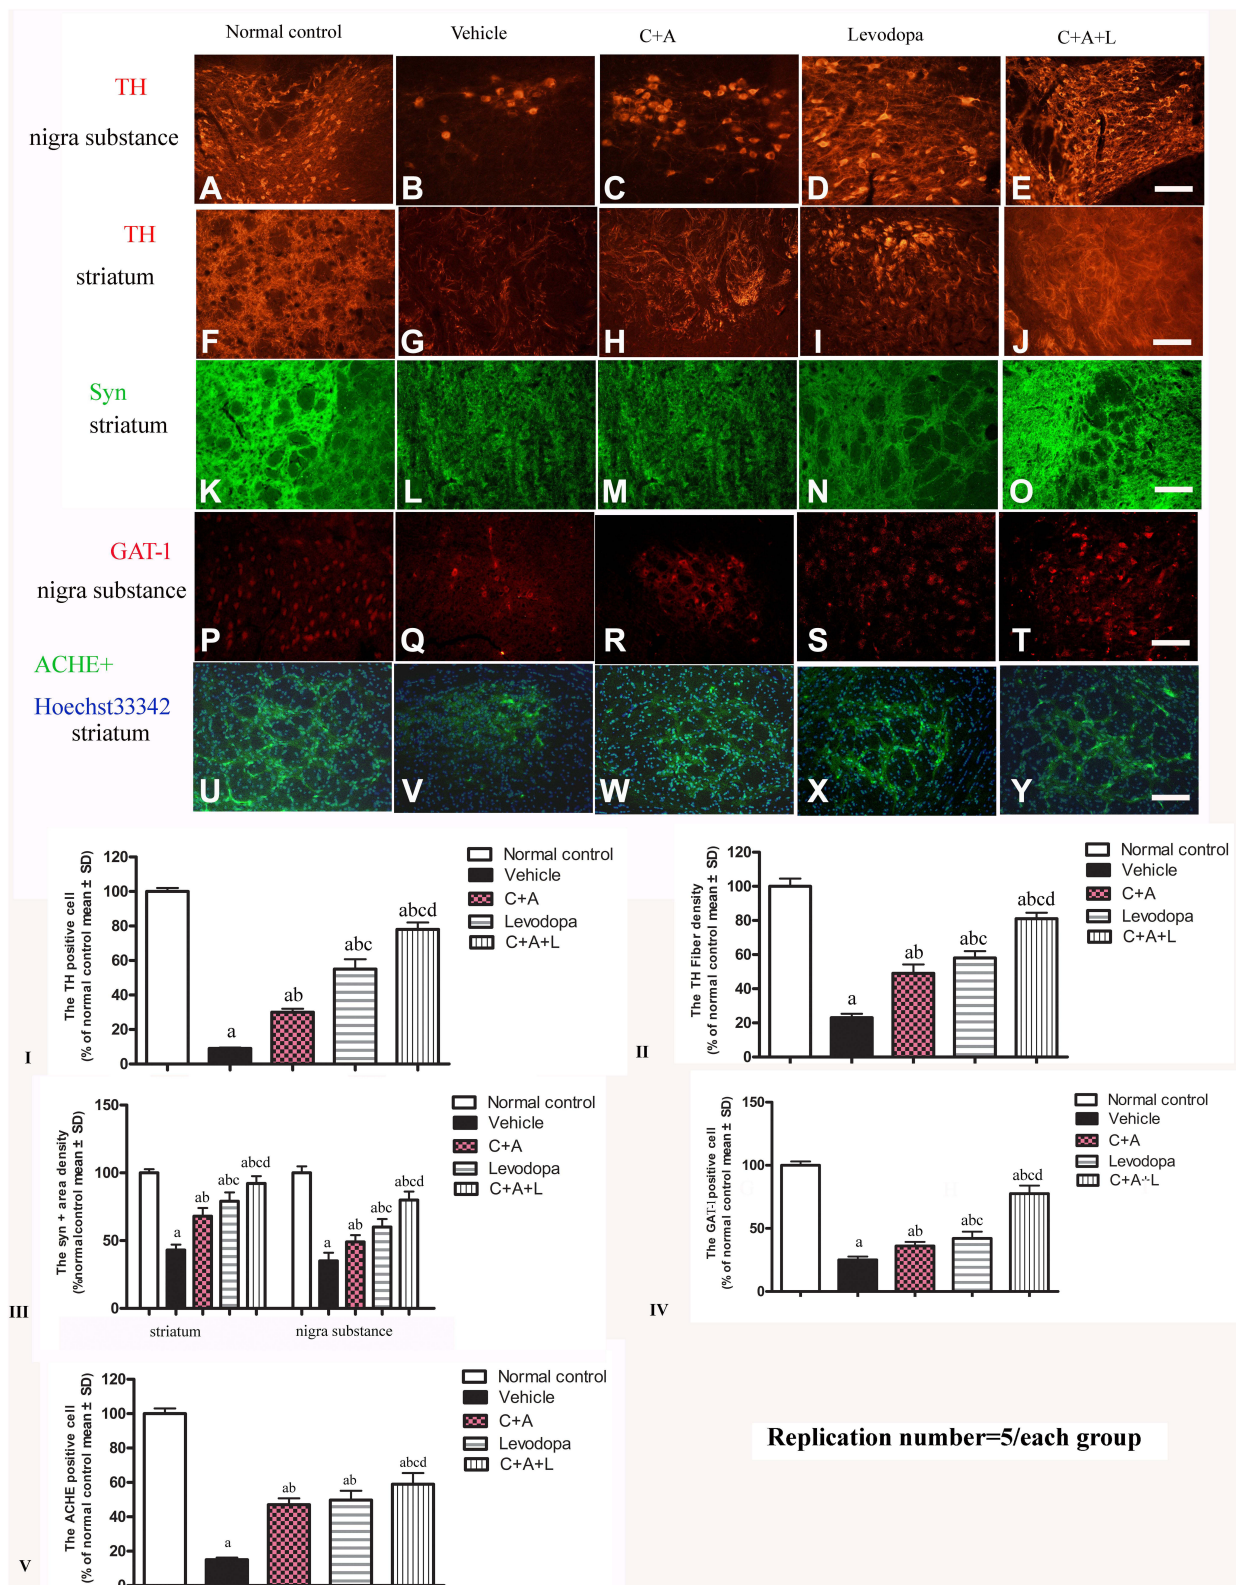 Normal control Vehicle C+A Levodopa C+A+L
TH
nigra substance
A B C D E
TH
striatum
F G H I J
Syn
striatum
K L M N O
GAT-1
nigra substance
P Q R S T
ACHE+
Hoechst33342
striatum
U V W X Y
The TH positive cell
(% of normal control mean ± SD)
120
100
80
60
40
20
0
a
ab
abc
abcd
Normal control
Vehicle
C+A
Levodopa
C+A+L
I
The TH Fiber density
(% of normal control mean ± SD)
120
100
80
60
40
20
0
a
ab
abc
abcd
Normal control
Vehicle
C+A
Levodopa
C+A+L
II
The syn + area density
(%normalcontrol mean ± SD)
150
100
50
0
a
ab
abc
abcd
a
ab
abc
abcd
striatum nigra substance
Normal control
Vehicle
C+A
Levodopa
C+A+L
III
The GAT-1 positive cell
(% of normal control mean ± SD)
150
100
50
0
a
ab
abc
abcd
Normal control
Vehicle
C+A
Levodopa
C+A+L
IV
The ACHE positive cell
(% of normal control mean ± SD)
120
100
80
60
40
20
0
a
ab
ab
abcd
Normal control
Vehicle
C+A
Levodopa
C+A+L
V
Replication number=5/each group